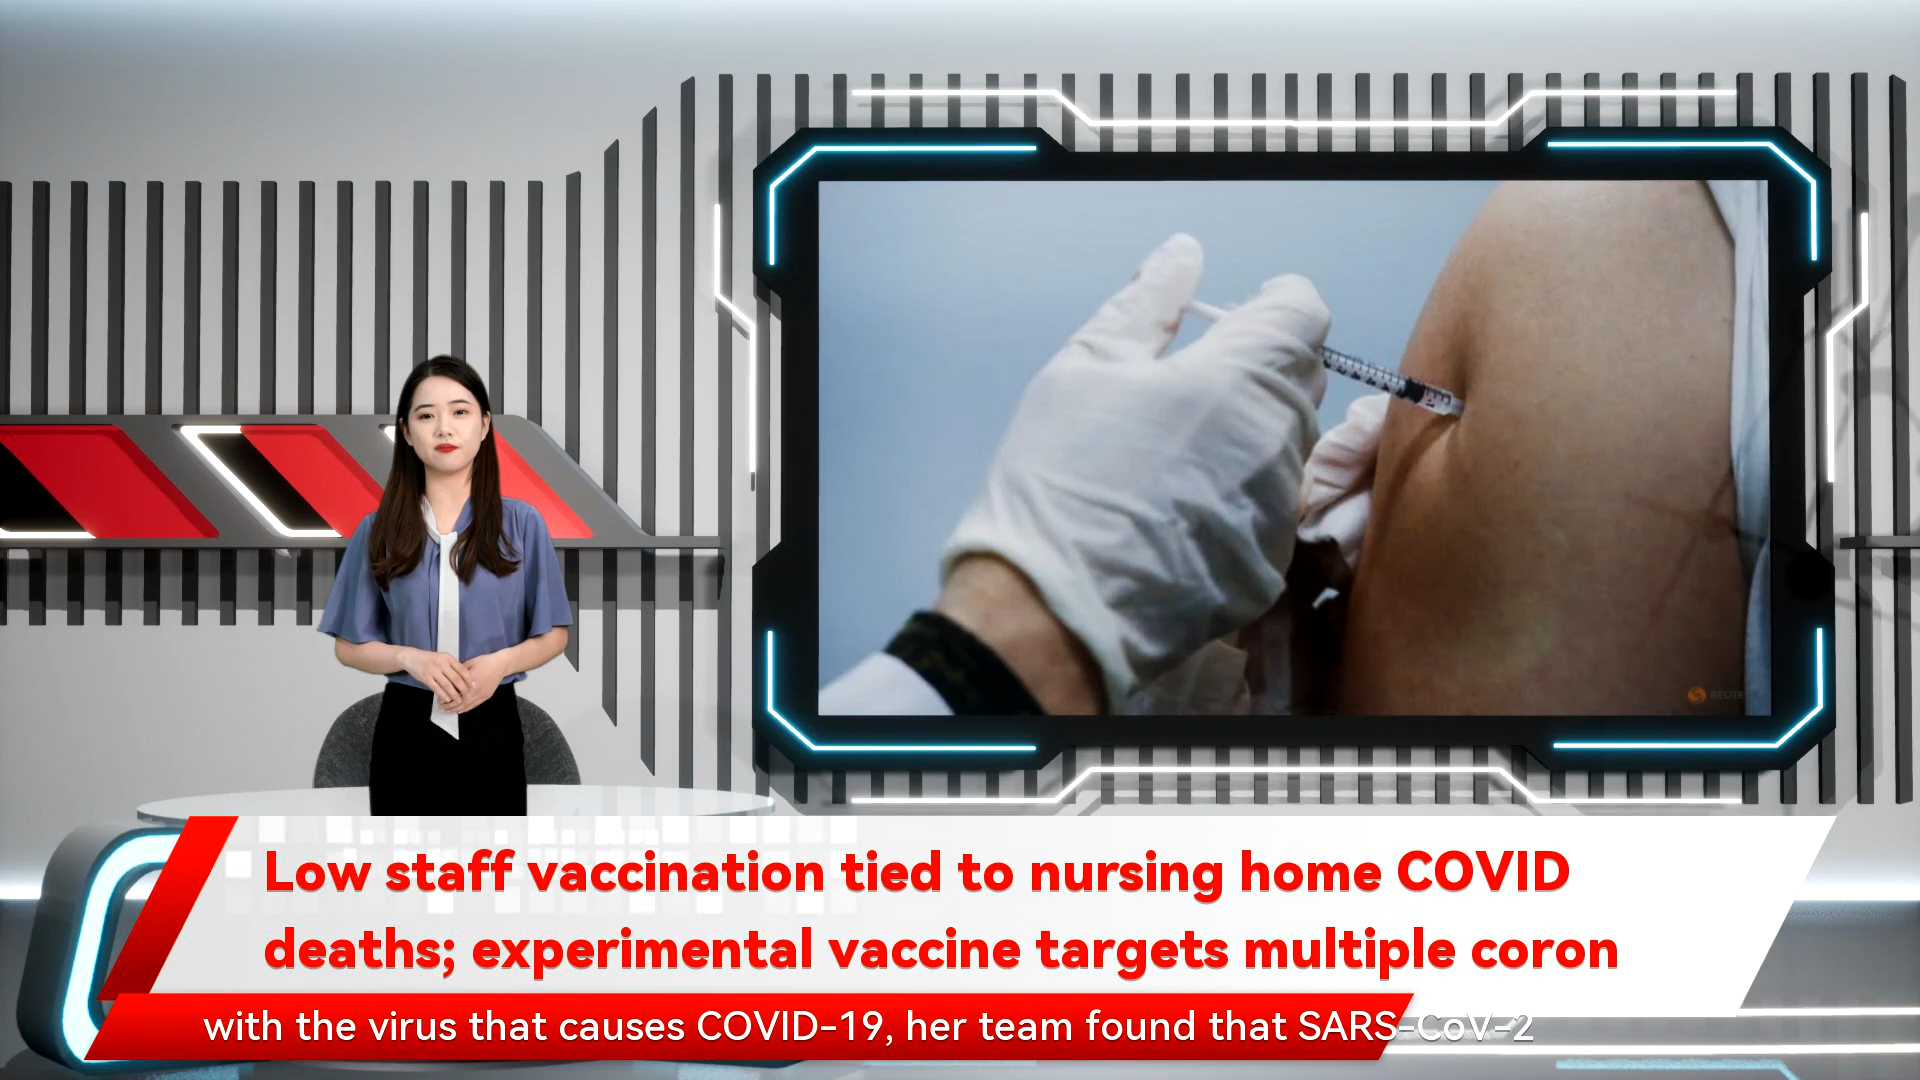 Low staff vaccination tied to nursing home COVID
deaths; experimental vaccine targets multiple coron
with the virus that causes COVID-19, her team found that SARS-CoV-2